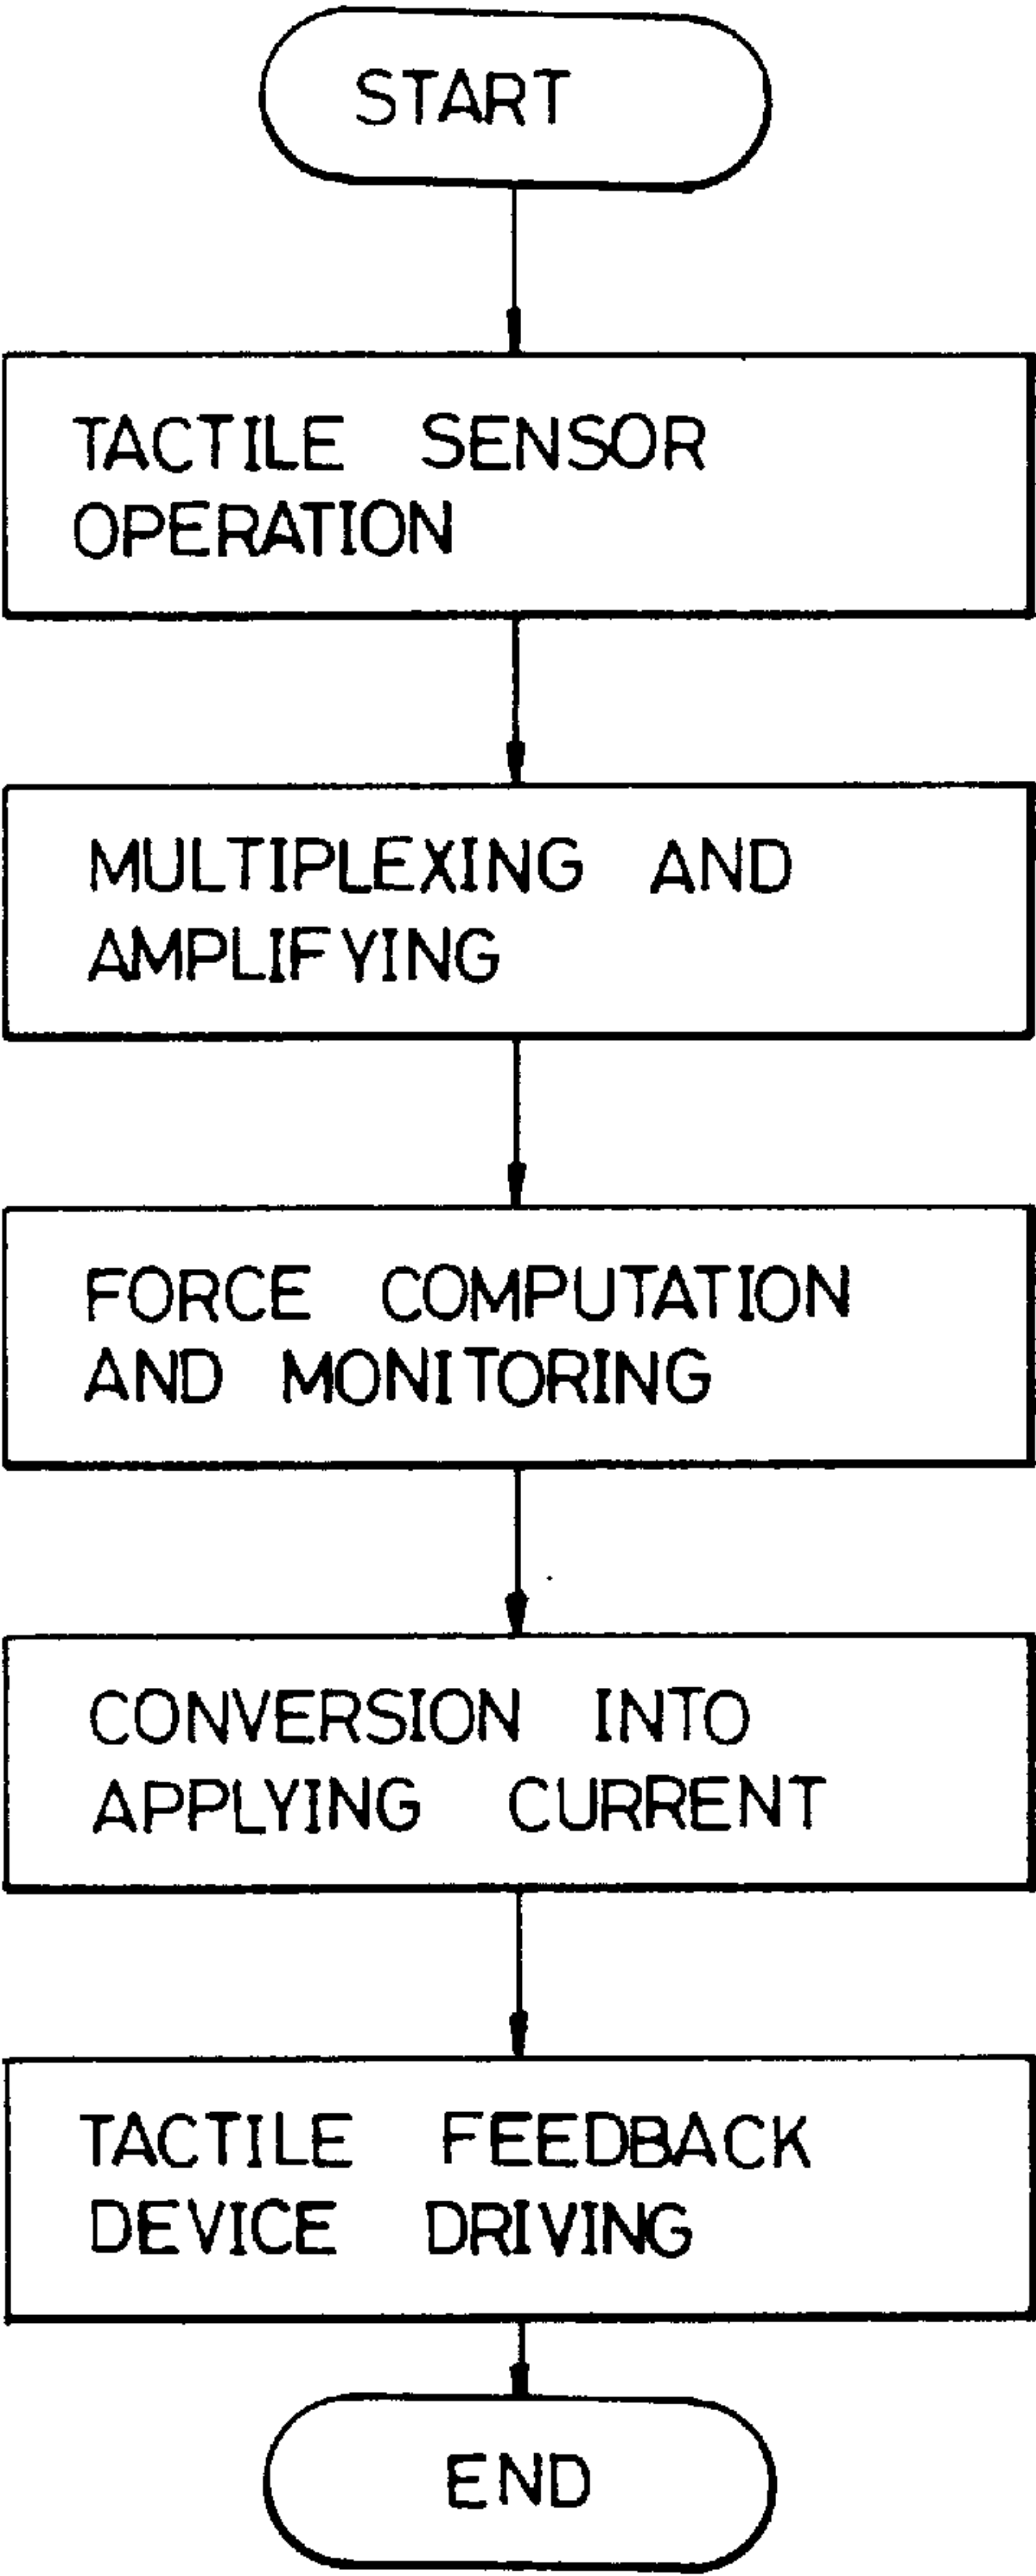 START
TACTILE SENSOR
OPERATION
MULTIPLEXING AND
AMPLIFYING
FORCE COMPUTATION
AND MONITORING
CONVERSION INTO
APPLYING CURRENT
TACTILE FEEDBACK
DEVICE DRIVING
END